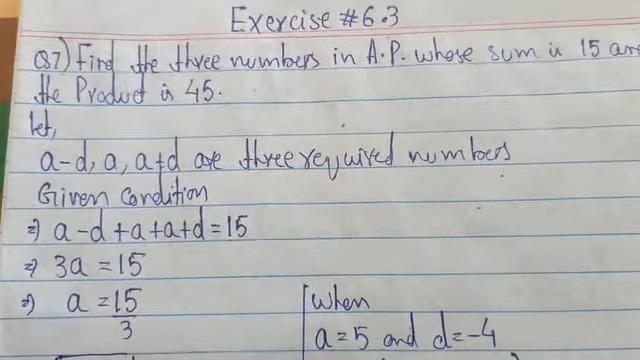 Exercise #6.3
Q7) Find the three numbers in A.P. whose sum is 15 and
the Product is 45.
let,
a-d, a, a+d are three required numbers
Given Condition
⇒ a-d+a+a+d=15
⇒ 3a = 15
⇒ a = 15/3
when
a=5 and d=-4